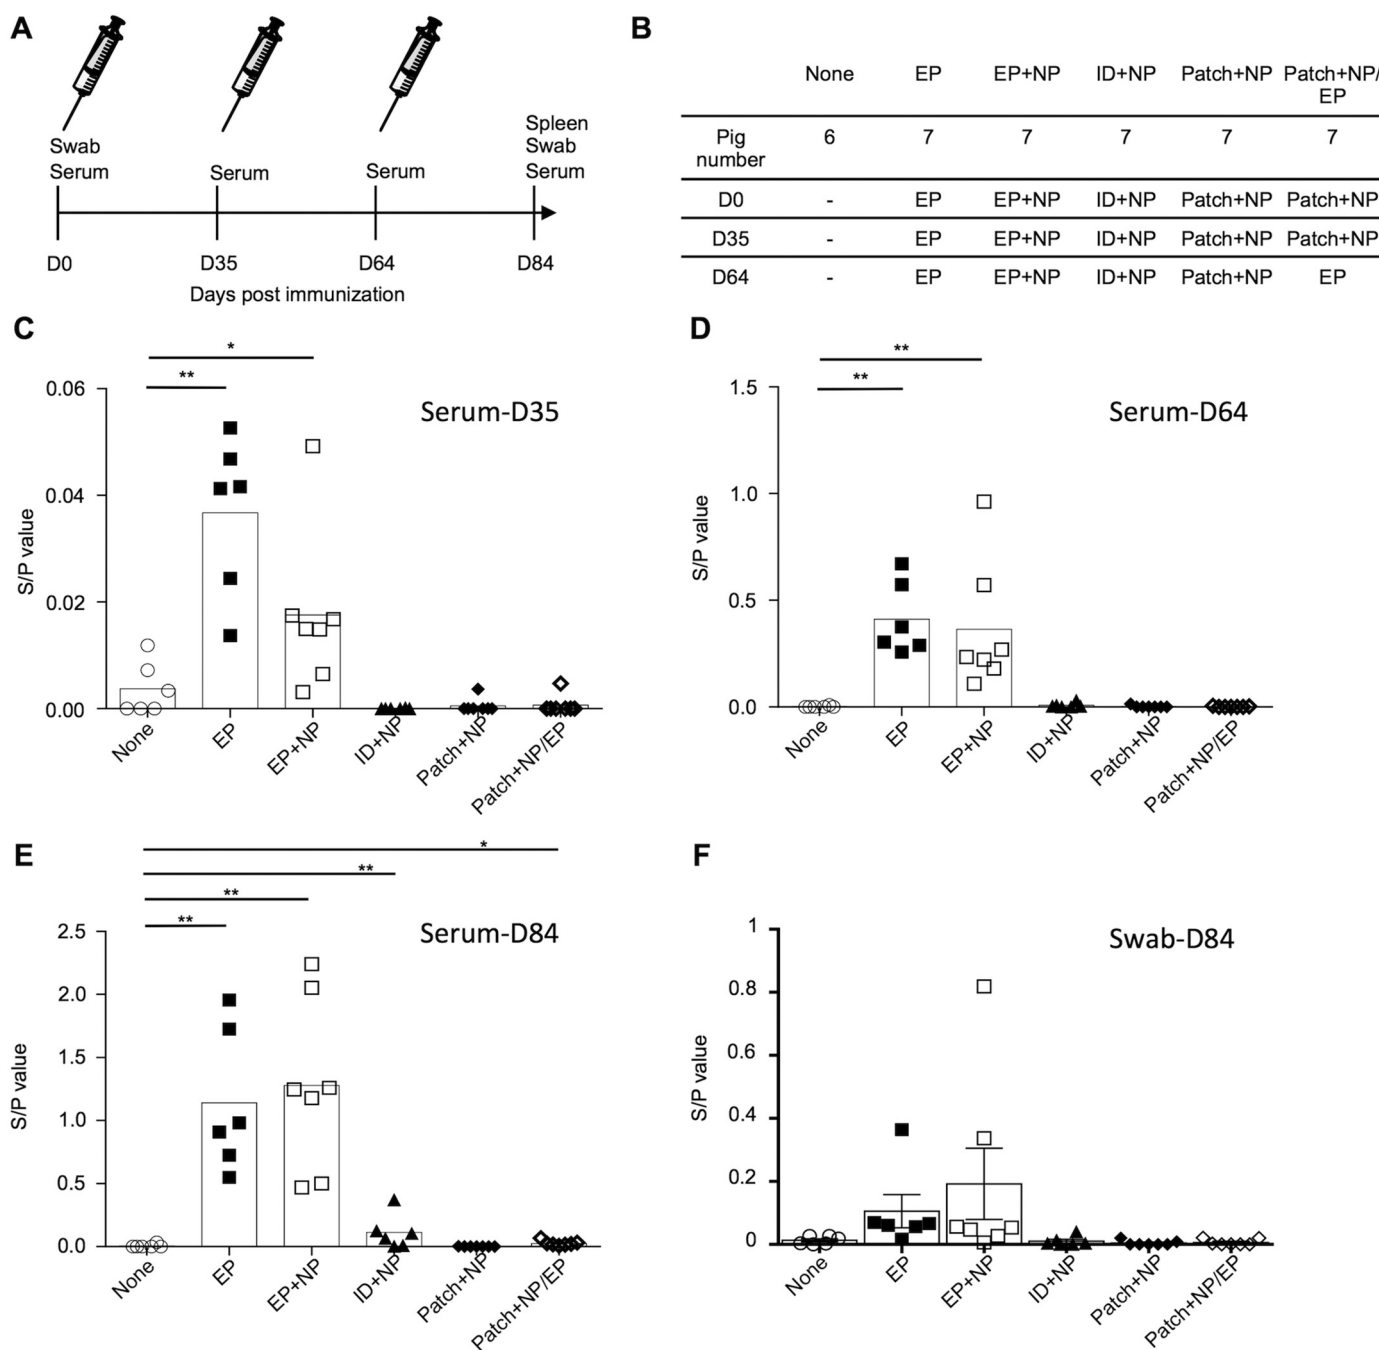 A
B
Swab
Serum
Serum
Serum
Spleen
Swab
Serum
D0
D35
D64
D84
Days post immunization
None EP EP+NP ID+NP Patch+NP Patch+NP/
EP
Pig
number
6 7 7 7 7 7
D0 - EP EP+NP ID+NP Patch+NP Patch+NP
D35 - EP EP+NP ID+NP Patch+NP Patch+NP
D64 - EP EP+NP ID+NP Patch+NP EP
C
*
**
Serum-D35
S/P value
0.06
0.04
0.02
0.00
None
EP
EP+NP
ID+NP
Patch+NP
Patch+NP/EP
D
**
**
Serum-D64
S/P value
1.5
1.0
0.5
0.0
None
EP
EP+NP
ID+NP
Patch+NP
Patch+NP/EP
E
*
**
**
**
Serum-D84
S/P value
2.5
2.0
1.5
1.0
0.5
0.0
None
EP
EP+NP
ID+NP
Patch+NP
Patch+NP/EP
F
Swab-D84
S/P value
1
0.8
0.6
0.4
0.2
0
None
EP
EP+NP
ID+NP
Patch+NP
Patch+NP/EP